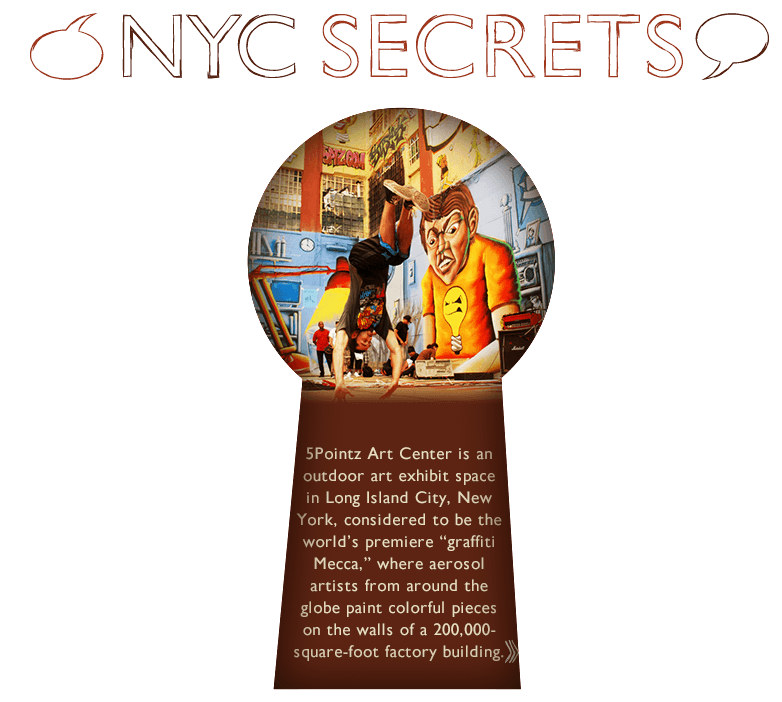 NYC SECRETS
5Pointz Art Center is an
outdoor art exhibit space
in Long Island City, New
York, considered to be the
world's premiere “graffiti
Mecca,” where aerosol
artists from around the
globe paint colorful pieces
on the walls of a 200,000-
square-foot factory building.